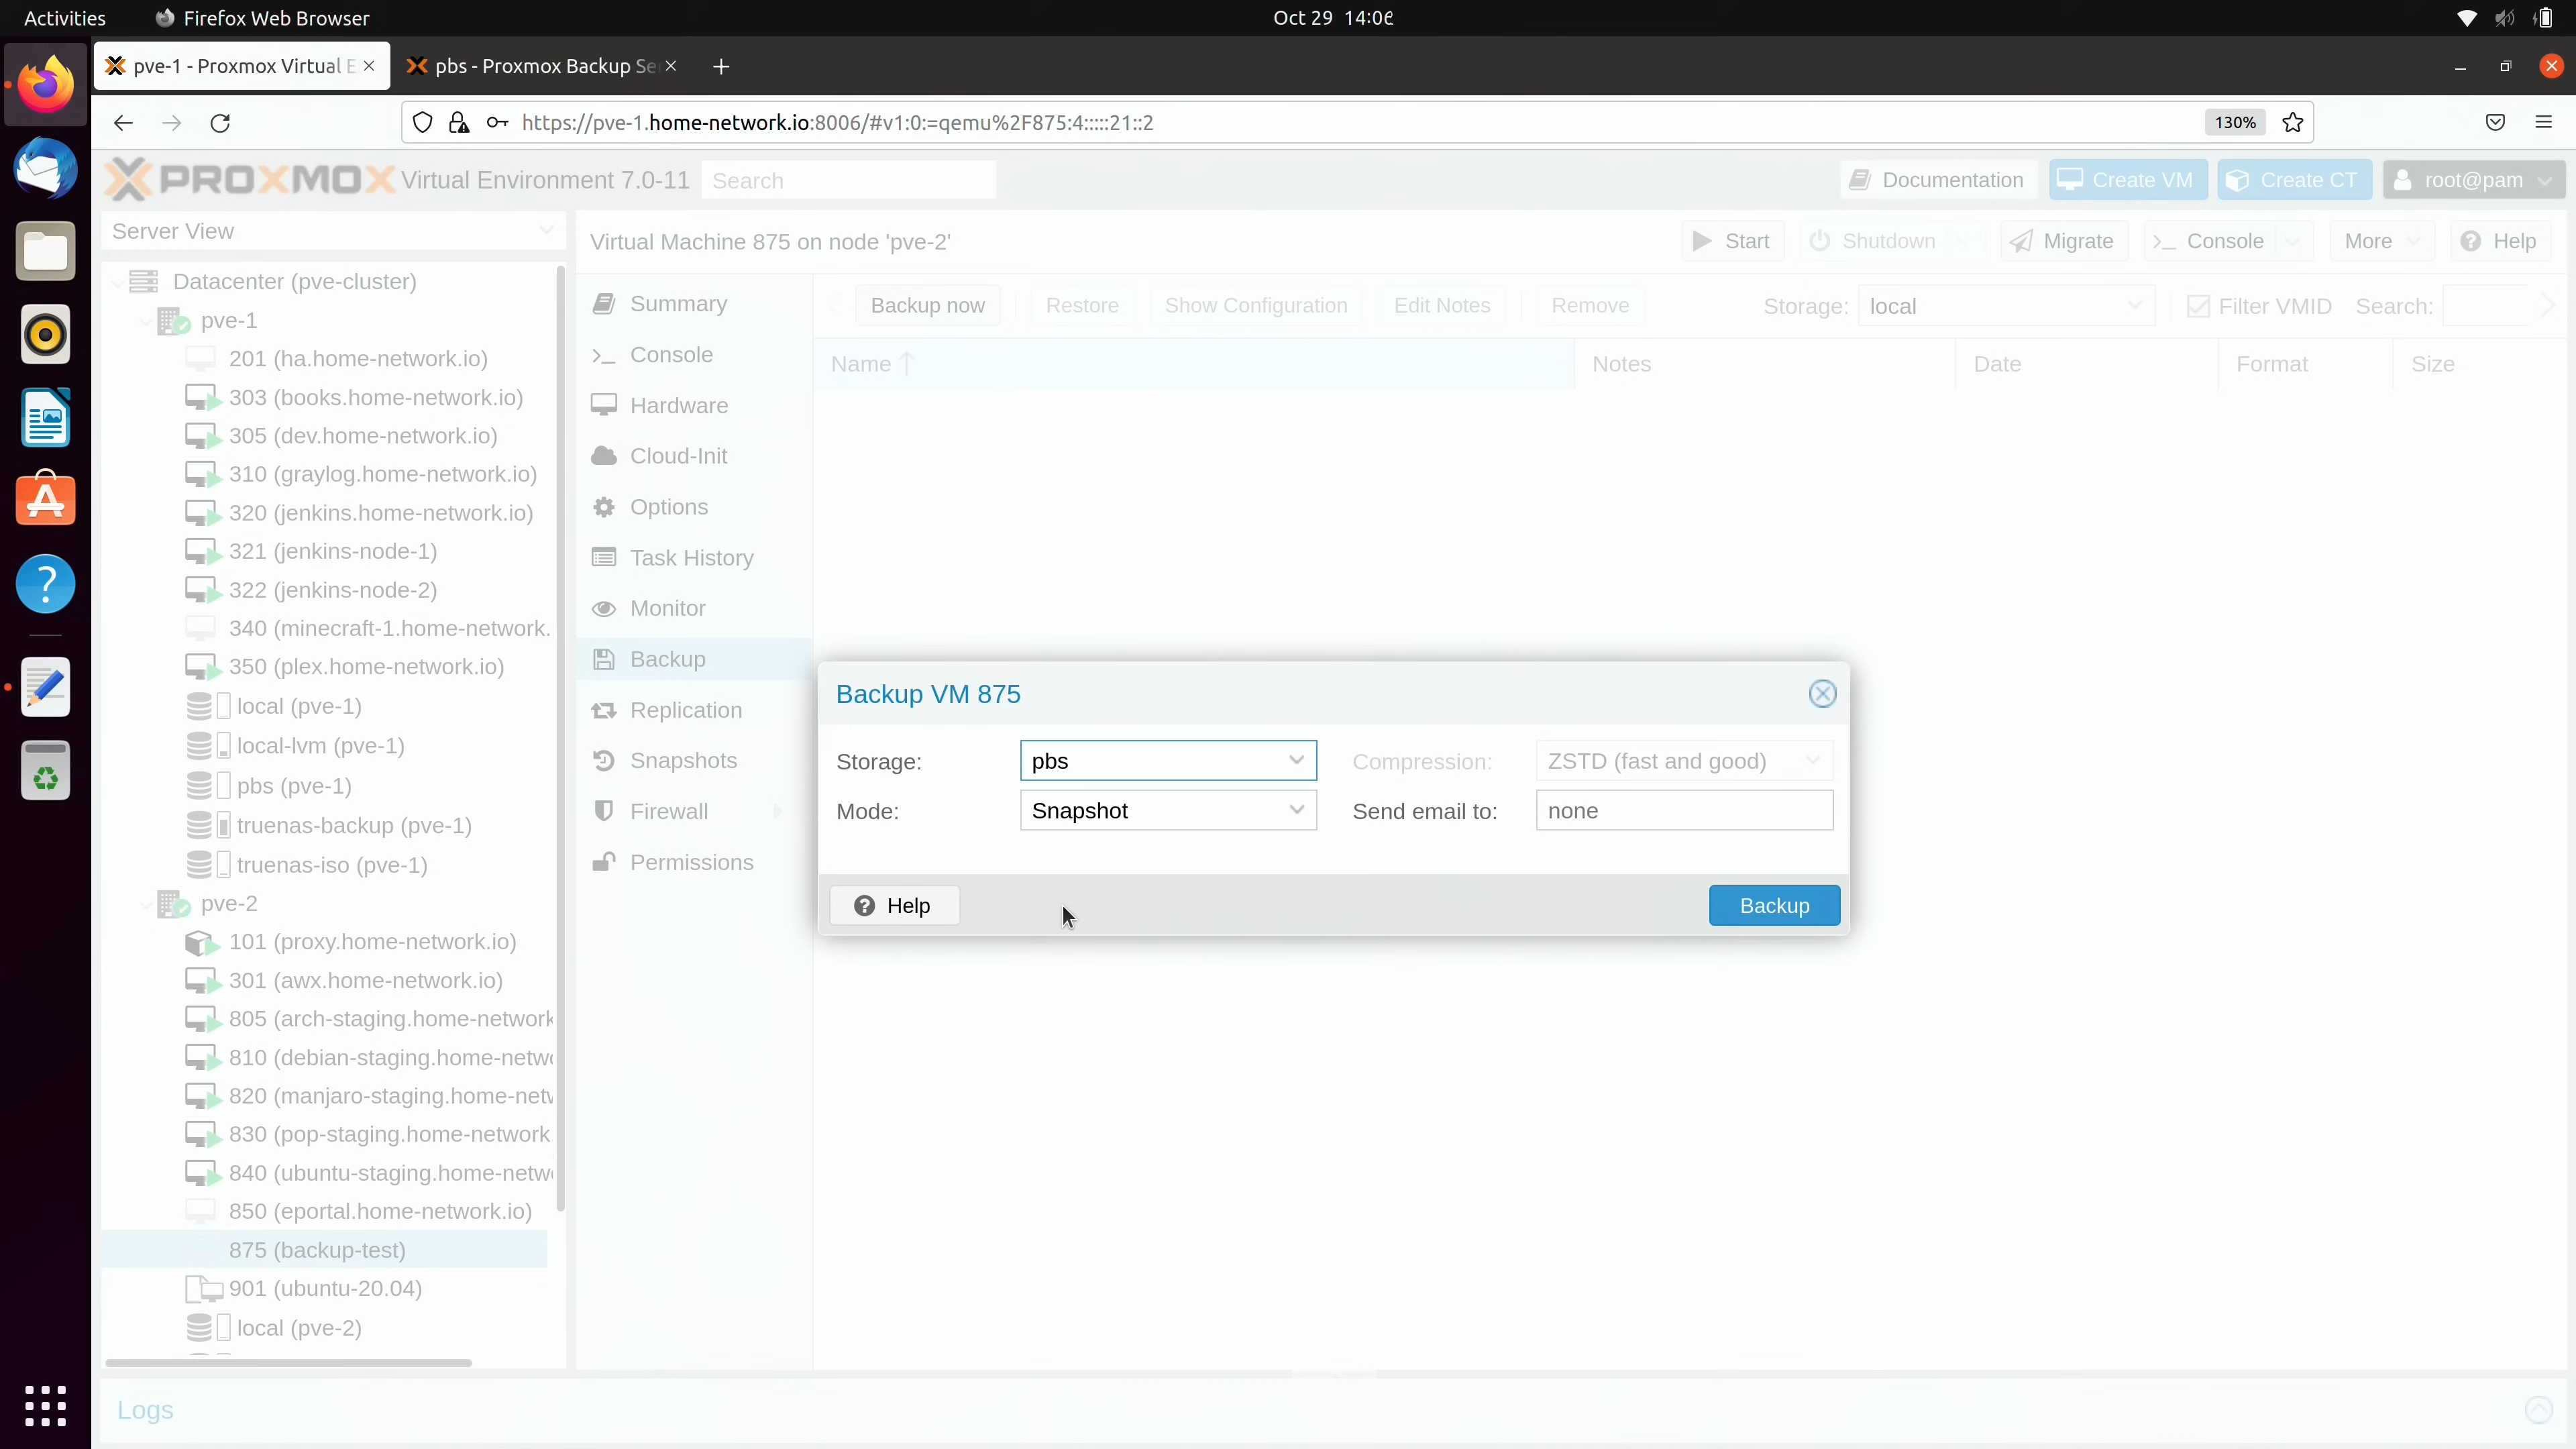 Activities
Firefox Web Browser
Oct 29 14:06
pve-1 - Proxmox Virtual E
pbs - Proxmox Backup Se
https://pve-1.home-network.io:8006/#v1:0:=qemu%2F875:4:::::21::2
130%
PROXMOX Virtual Environment 7.0-11
Search
Documentation
Create VM
Create CT
root@pam
Server View
Virtual Machine 875 on node 'pve-2'
Start
Shutdown
Migrate
Console
More
Help
Datacenter (pve-cluster)
pve-1
201 (ha.home-network.io)
303 (books.home-network.io)
305 (dev.home-network.io)
310 (graylog.home-network.io)
320 (jenkins.home-network.io)
321 (jenkins-node-1)
322 (jenkins-node-2)
340 (minecraft-1.home-network.
350 (plex.home-network.io)
local (pve-1)
local-lvm (pve-1)
pbs (pve-1)
truenas-backup (pve-1)
truenas-iso (pve-1)
pve-2
101 (proxy.home-network.io)
301 (awx.home-network.io)
805 (arch-staging.home-network
810 (debian-staging.home-netw
820 (manjaro-staging.home-netw
830 (pop-staging.home-network
840 (ubuntu-staging.home-netw
850 (eportal.home-network.io)
875 (backup-test)
901 (ubuntu-20.04)
local (pve-2)
Summary
Console
Hardware
Cloud-Init
Options
Task History
Monitor
Backup
Replication
Snapshots
Firewall
Permissions
Backup now
Restore
Show Configuration
Edit Notes
Remove
Storage: local
Filter VMID
Search:
Name
Notes
Date
Format
Size
Backup VM 875
Storage: pbs
Compression: ZSTD (fast and good)
Mode: Snapshot
Send email to: none
Help
Backup
Logs